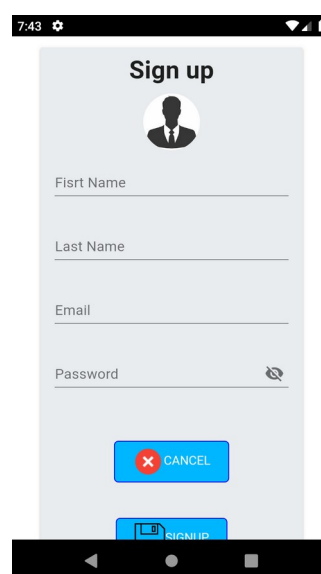 7:43
Sign up
Fisrt Name
Last Name
Email
Password
CANCEL
SIGNUP